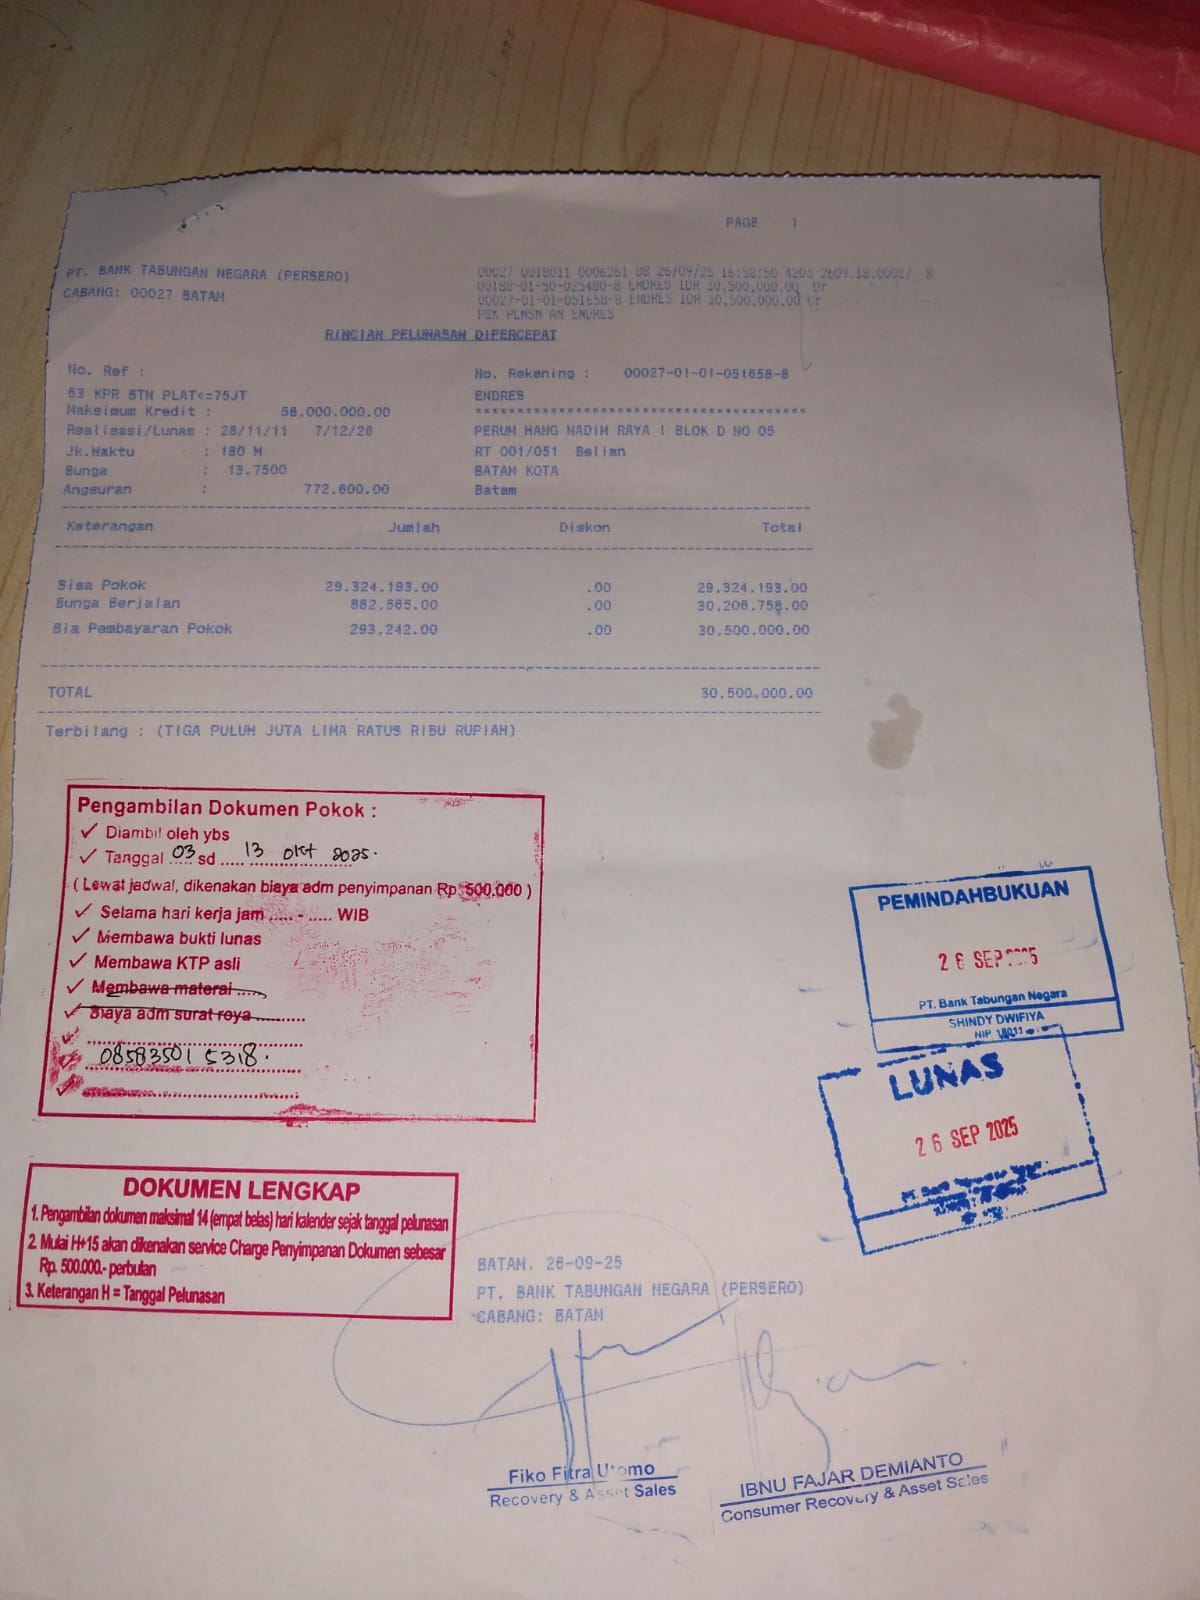 PAGE 1
PT. BANK TABUNGAN NEGARA (PERSERO)
CABANG: 00027 BATAM
00027 0018011 0006261 88 26/09/25 16:58:50 4203 2609.18.00027 R
00188-01-50-025480-8 ENDRES IDR 30,500,000.00 Dr
00027-01-01-051658-8 ENDRES IDR 30,500,000.00 Cr
PBK PLNSN AN ENDRES
RINCIAN PELUNASAN DIPERCEPAT
No. Ref :
No. Rekening : 00027-01-01-051658-8
63 KPR BTN PLAT<=75JT
ENDRES
Maksimum Kredit : 58.000.000.00
Realisasi/Lunas : 28/11/11 7/12/26
PERUM HANG NADIM RAYA I BLOK D NO 05
Jk.Waktu : 180 M
RT 001/051 Belian
Bunga : 13.7500
BATAM KOTA
Angsuran : 772.600.00
Batam
Keterangan Jumlah Diskon Total
Sisa Pokok 29.324.193.00 .00 29.324.193.00
Bunga Berjalan 882.565.00 .00 30,206.758.00
Bia Pembayaran Pokok 293.242.00 .00 30,500.000.00
TOTAL 30.500.000.00
Terbilang : (TIGA PULUH JUTA LIMA RATUS RIBU RUPIAH)
Pengambilan Dokumen Pokok :
✓ Diambil oleh ybs
✓ Tanggal 03 sd ..... 13 okt 2025.
( Lewat jadwal, dikenakan biaya adm penyimpanan Rp. 500.000 )
✓ Selama hari kerja jam ..... - ..... WIB
✓ Membawa bukti lunas
✓ Membawa KTP asli
✓ Membawa materai .....
✓ Biaya adm surat roya ..........
085835015318.
PEMINDAHBUKUAN
26 SEP 2025
PT. Bank Tabungan Negara
SHINDY DWIFIYA
NIP. 18011
LUNAS
26 SEP 2025
DOKUMEN LENGKAP
1. Pengambilan dokumen maksimal 14 (empat belas) hari kalender sejak tanggal pelunasan
2. Mulai H+15 akan dikenakan service Charge Penyimpanan Dokumen sebesar
Rp. 500.000.- perbulan
3. Keterangan H = Tanggal Pelunasan
BATAM. 26-09-25
PT. BANK TABUNGAN NEGARA (PERSERO)
CABANG: BATAM
Fiko Fitra Utomo
Recovery & Asset Sales
IBNU FAJAR DEMIANTO
Consumer Recovery & Asset Sales